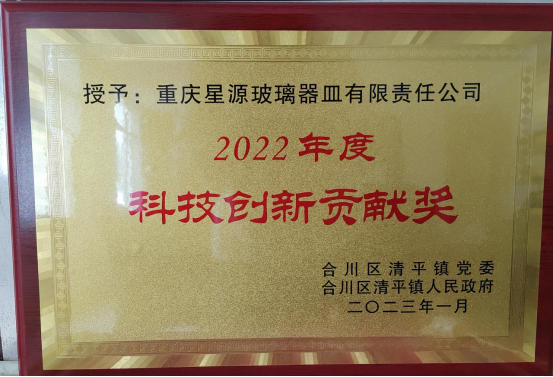 授予：重庆星源玻璃器皿有限责任公司
2022年度
科技创新贡献奖
合川区清平镇党委
合川区清平镇人民政府
二〇二三年一月